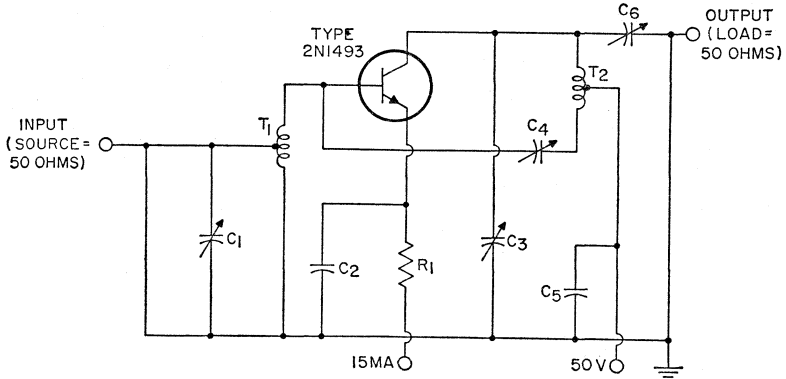 TYPE
2N1493
C6
OUTPUT
(LOAD=
50 OHMS)
T2
INPUT
(SOURCE=
50 OHMS)
T1
C4
C1
C2
R1
C3
C5
15MA
50V